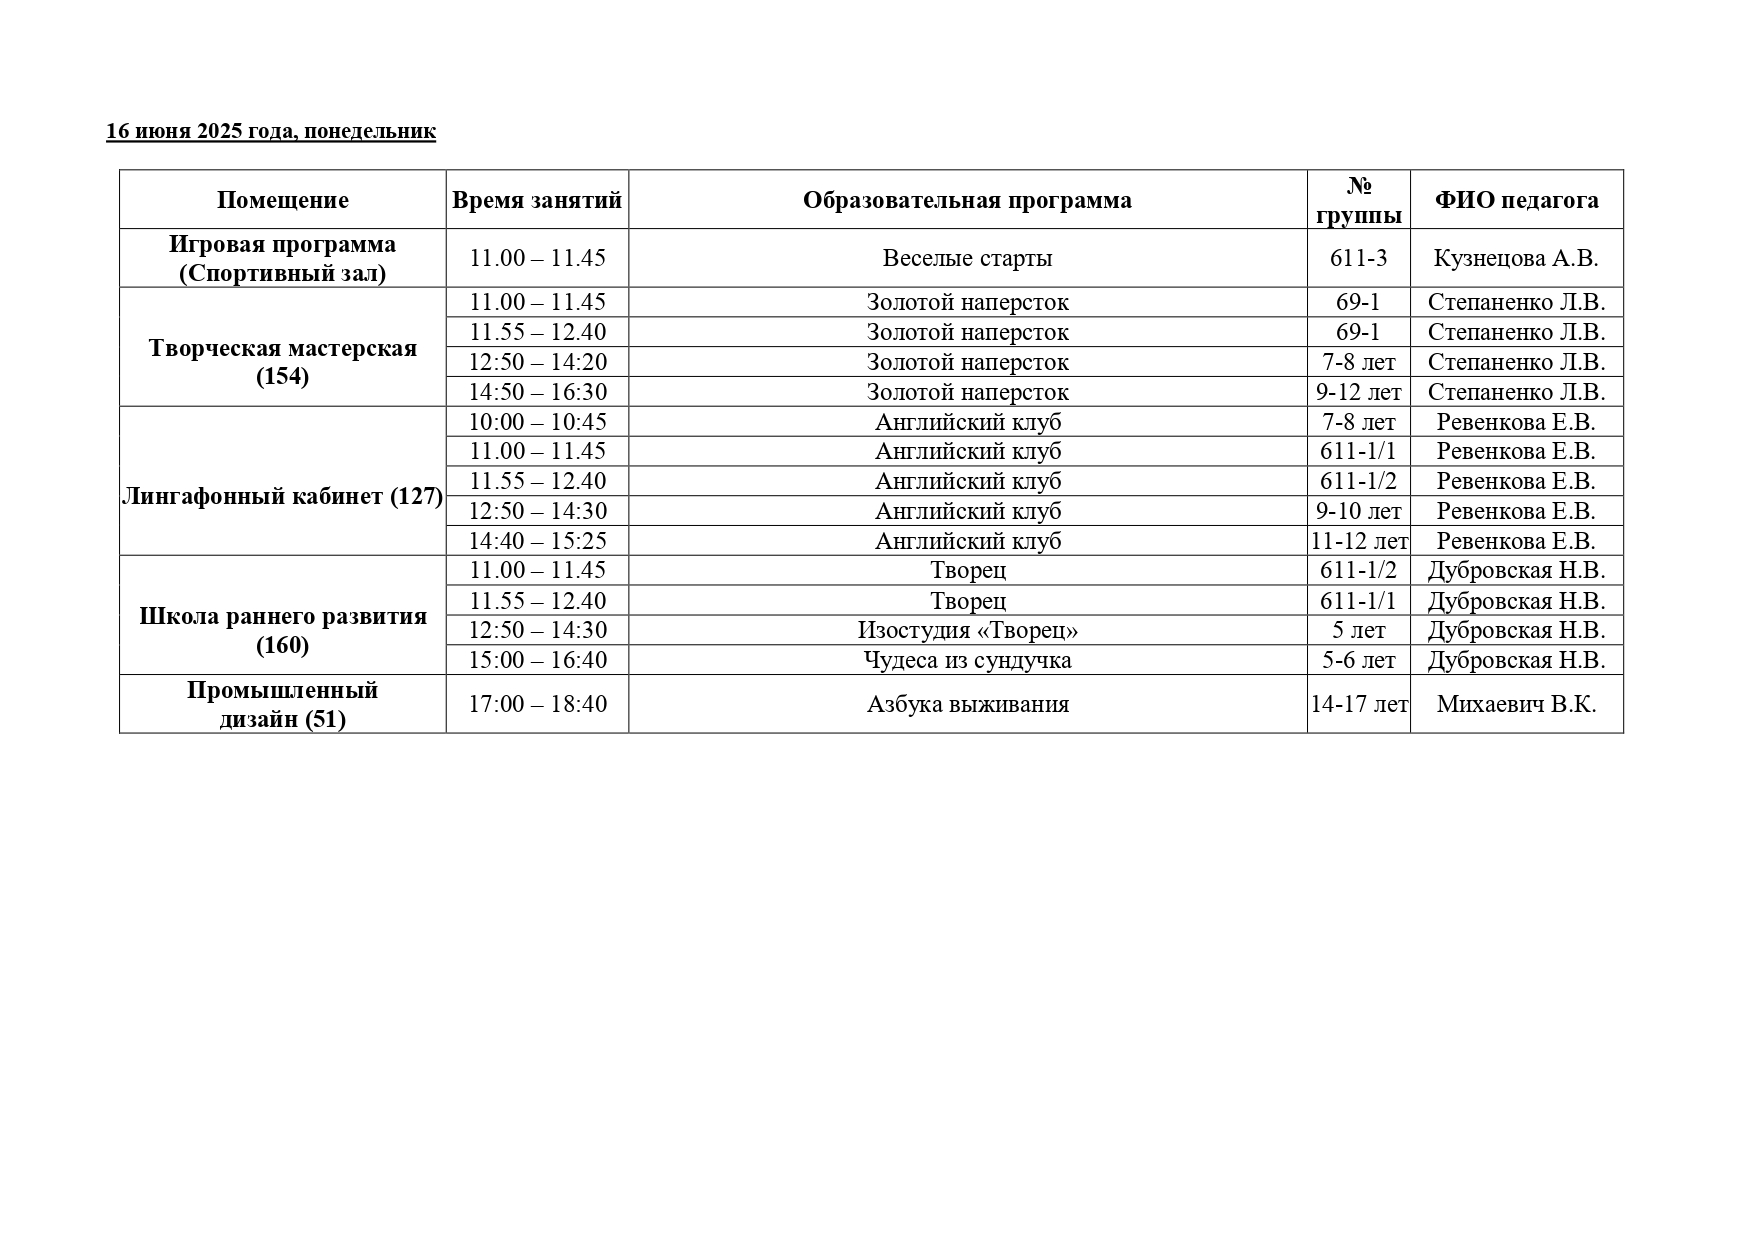 16 июня 2025 года, понедельник
Помещение Время занятий Образовательная программа № группы ФИО педагога
Игровая программа (Спортивный зал) 11.00 – 11.45 Веселые старты 611-3 Кузнецова А.В.
Творческая мастерская (154) 11.00 – 11.45 Золотой наперсток 69-1 Степаненко Л.В.
11.55 – 12.40 Золотой наперсток 69-1 Степаненко Л.В.
12:50 – 14:20 Золотой наперсток 7-8 лет Степаненко Л.В.
14:50 – 16:30 Золотой наперсток 9-12 лет Степаненко Л.В.
Лингафонный кабинет (127) 10:00 – 10:45 Английский клуб 7-8 лет Ревенкова Е.В.
11.00 – 11.45 Английский клуб 611-1/1 Ревенкова Е.В.
11.55 – 12.40 Английский клуб 611-1/2 Ревенкова Е.В.
12:50 – 14:30 Английский клуб 9-10 лет Ревенкова Е.В.
14:40 – 15:25 Английский клуб 11-12 лет Ревенкова Е.В.
Школа раннего развития (160) 11.00 – 11.45 Творец 611-1/2 Дубровская Н.В.
11.55 – 12.40 Творец 611-1/1 Дубровская Н.В.
12:50 – 14:30 Изостудия «Творец» 5 лет Дубровская Н.В.
15:00 – 16:40 Чудеса из сундучка 5-6 лет Дубровская Н.В.
Промышленный дизайн (51) 17:00 – 18:40 Азбука выживания 14-17 лет Михаевич В.К.